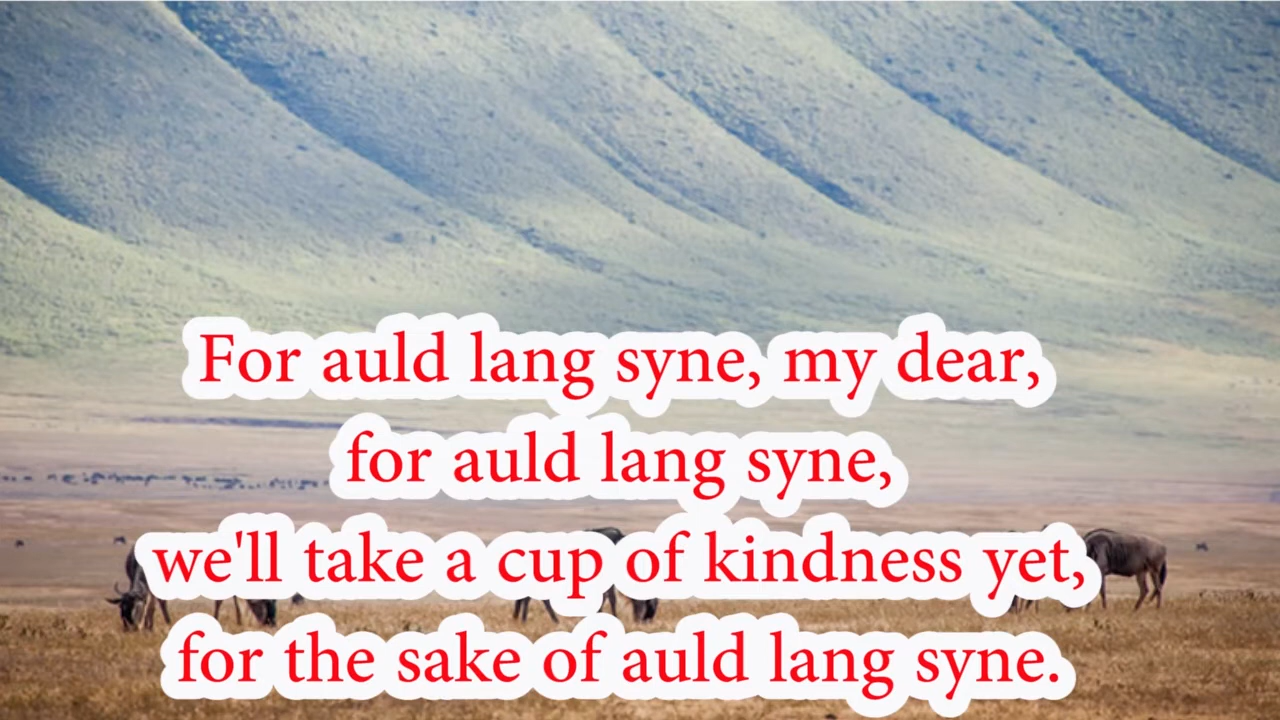 For auld lang syne, my dear,
for auld lang syne,
we'll take a cup of kindness yet,
for the sake of auld lang syne.